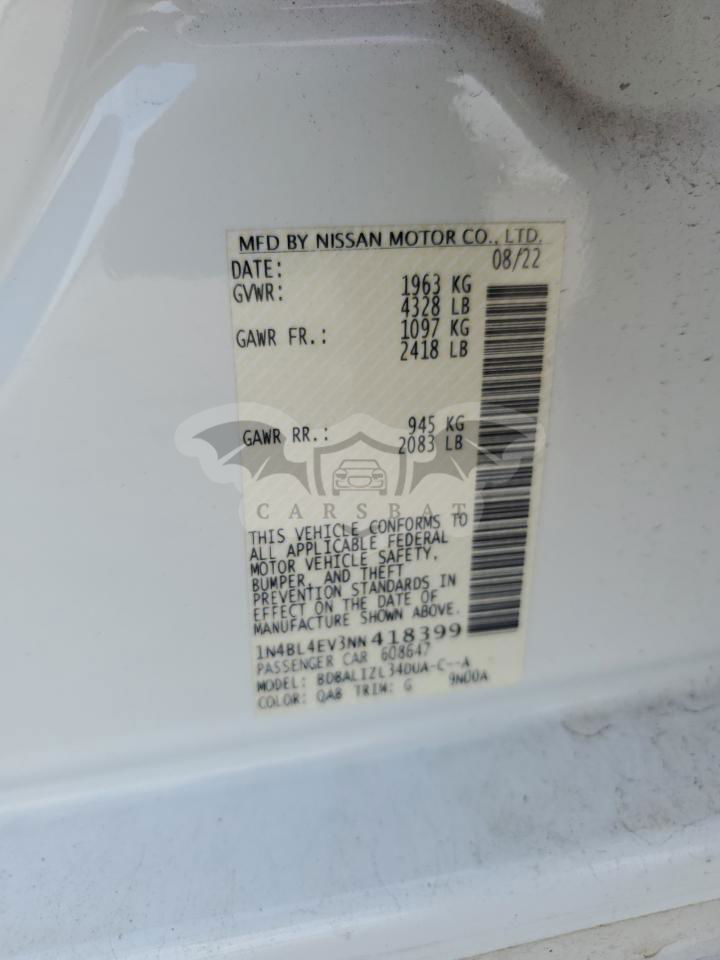 MFD BY NISSAN MOTOR CO., LTD.
DATE: 08/22
GVWR: 1963 KG
4328 LB
GAWR FR.: 1097 KG
2418 LB
GAWR RR.: 945 KG
2083 LB
CARSBAT
THIS VEHICLE CONFORMS TO
ALL APPLICABLE FEDERAL
MOTOR VEHICLE SAFETY,
BUMPER, AND THEFT
PREVENTION STANDARDS IN
EFFECT ON THE DATE OF
MANUFACTURE SHOWN ABOVE.
1N4BL4EV3NN418399
PASSENGER CAR 608647
MODEL: BDBALIZL34DUA-C--A
COLOR: QAB TRIM: G 9N00A